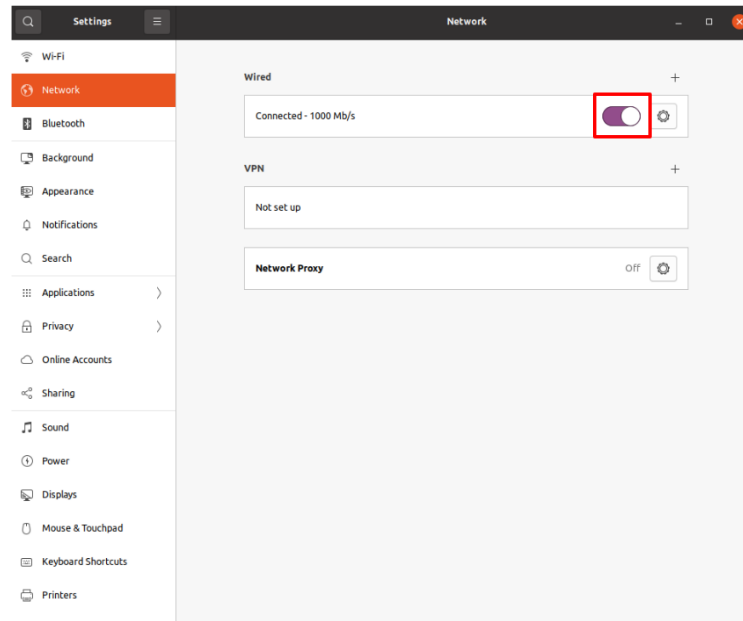 Settings
Network
Wi-Fi
Network
Bluetooth
Background
Appearance
Notifications
Search
Applications
Privacy
Online Accounts
Sharing
Sound
Power
Displays
Mouse & Touchpad
Keyboard Shortcuts
Printers
Wired
Connected - 1000 Mb/s
VPN
Not set up
Network Proxy
Off